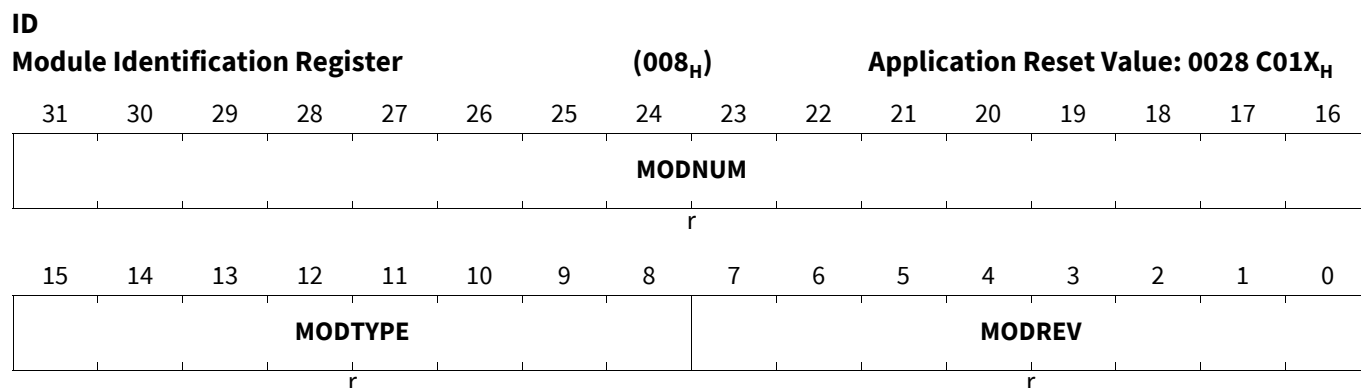 ID
Module Identification Register (008H) Application Reset Value: 0028 C01XH
31 30 29 28 27 26 25 24 23 22 21 20 19 18 17 16
MODNUM
r
15 14 13 12 11 10 9 8 7 6 5 4 3 2 1 0
MODTYPE MODREV
r r